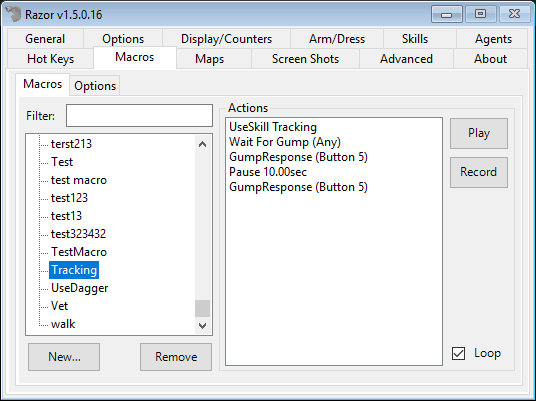 Razor v1.5.0.16
General Options Display/Counters Arm/Dress Skills Agents
Hot Keys Macros Maps Screen Shots Advanced About
Macros Options
Filter:
terst213
Test
test macro
test123
test13
test323432
TestMacro
Tracking
UseDagger
Vet
walk
New... Remove
Actions
UseSkill Tracking
Wait For Gump (Any)
GumpResponse (Button 5)
Pause 10.00sec
GumpResponse (Button 5)
Play
Record
Loop